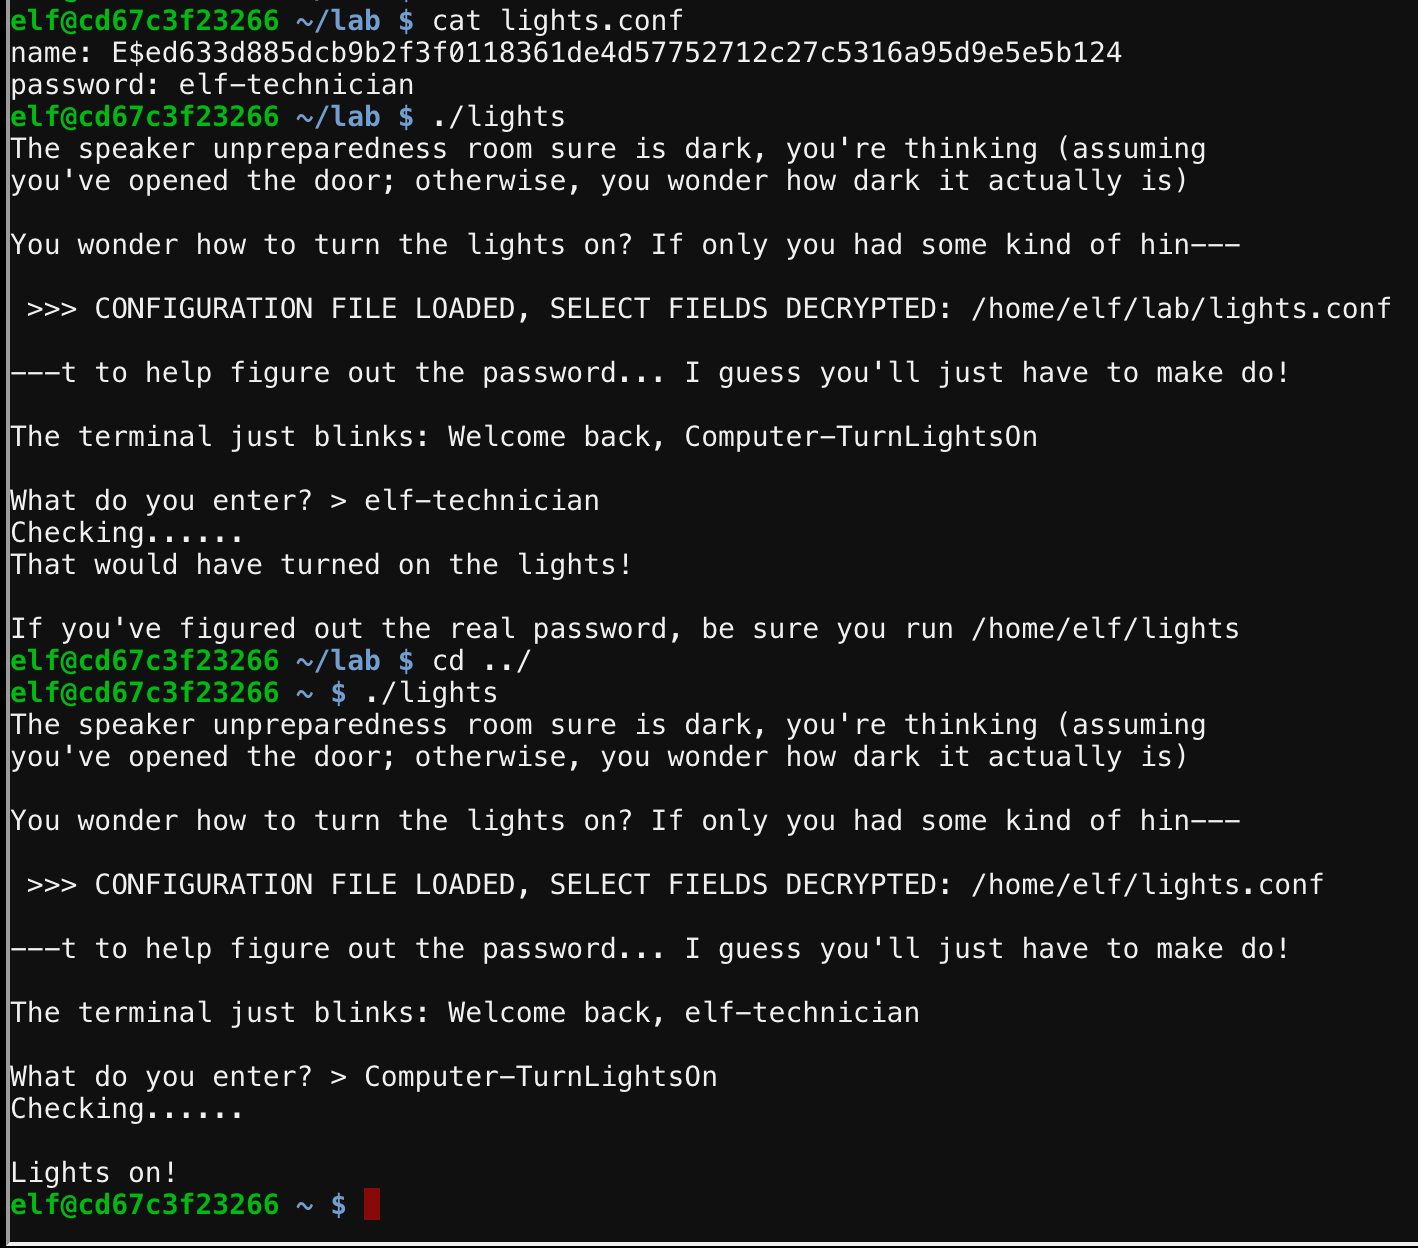 elf@cd67c3f23266 ~/lab $ cat lights.conf
name: E$ed633d885dcb9b2f3f0118361de4d57752712c27c5316a95d9e5e5b124
password: elf-technician
elf@cd67c3f23266 ~/lab $ ./lights
The speaker unpreparedness room sure is dark, you're thinking (assuming
you've opened the door; otherwise, you wonder how dark it actually is)
You wonder how to turn the lights on? If only you had some kind of hin---
>>> CONFIGURATION FILE LOADED, SELECT FIELDS DECRYPTED: /home/elf/lab/lights.conf
---t to help figure out the password... I guess you'll just have to make do!
The terminal just blinks: Welcome back, Computer-TurnLightsOn
What do you enter? > elf-technician
Checking......
That would have turned on the lights!
If you've figured out the real password, be sure you run /home/elf/lights
elf@cd67c3f23266 ~/lab $ cd ../
elf@cd67c3f23266 ~ $ ./lights
The speaker unpreparedness room sure is dark, you're thinking (assuming
you've opened the door; otherwise, you wonder how dark it actually is)
You wonder how to turn the lights on? If only you had some kind of hin---
>>> CONFIGURATION FILE LOADED, SELECT FIELDS DECRYPTED: /home/elf/lights.conf
---t to help figure out the password... I guess you'll just have to make do!
The terminal just blinks: Welcome back, elf-technician
What do you enter? > Computer-TurnLightsOn
Checking......
Lights on!
elf@cd67c3f23266 ~ $